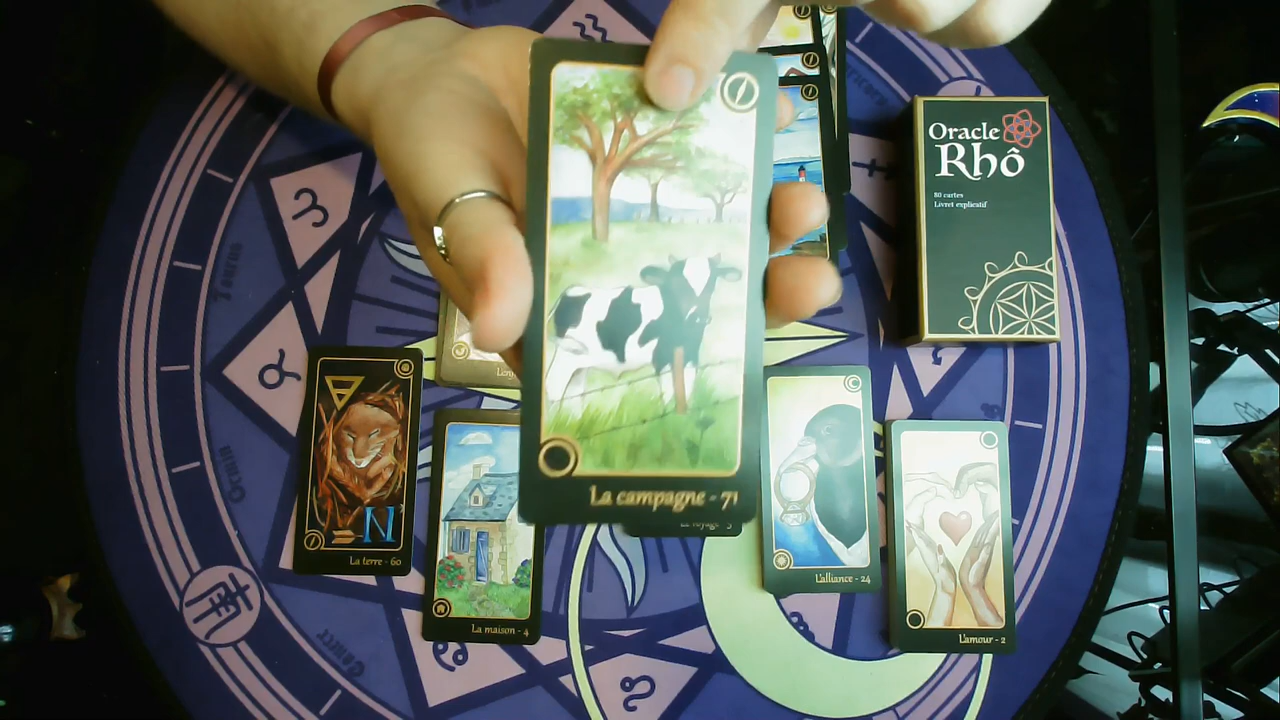 Oracle
Rhô
80 cartes
Livret explicatif
La campagne - 71
La terre - 60
N
La maison - 4
L'alliance - 24
L'amour - 2
Taurus